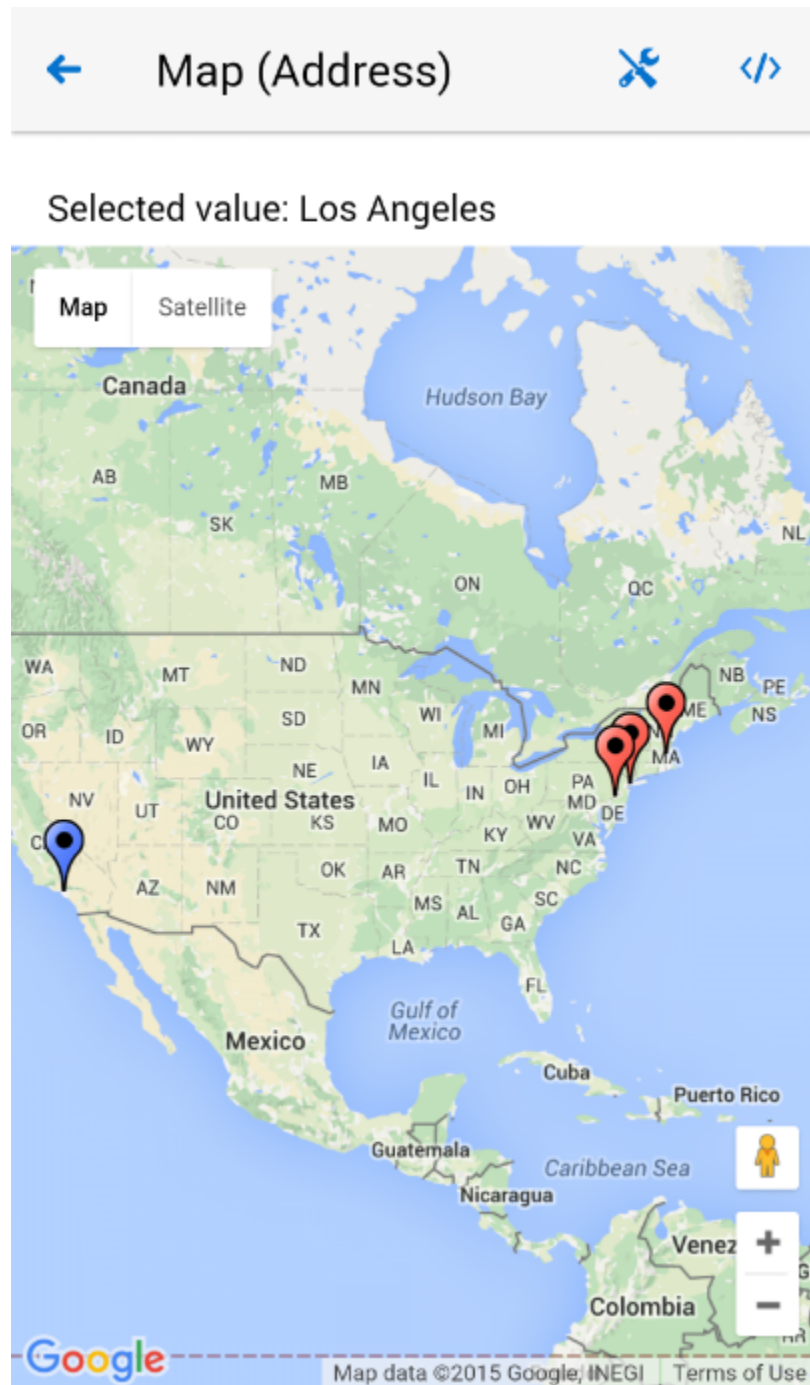 Map (Address)
</>
Selected value: Los Angeles
Map Satellite
Canada
Hudson Bay
AB
MB
SK
NL
ON
QC
WA
MT
ND
MN
NB
PE
OR
ID
SD
WI
MI
ME
NS
WY
NE
IA
IL
IN
OH
PA
MA
NV
UT
United States
CO
KS
MO
KY
WV
MD
DE
VA
AZ
NM
OK
AR
TN
NC
TX
MS
AL
GA
SC
LA
FL
Gulf of
Mexico
Mexico
Cuba
Puerto Rico
Guatemala
Caribbean Sea
Nicaragua
Venez
Colombia
Google
Map data ©2015 Google, INEGI Terms of Use